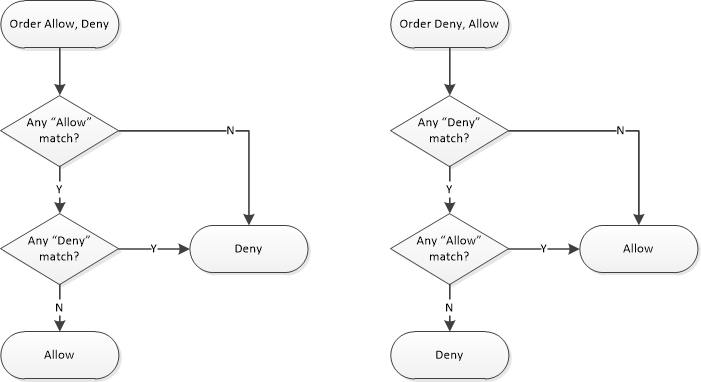 Order Allow, Deny
Any “Allow”
match?
N
Y
Any “Deny”
match?
Y
Deny
N
Allow
Order Deny, Allow
Any “Deny”
match?
N
Y
Any “Allow”
match?
Y
Allow
N
Deny